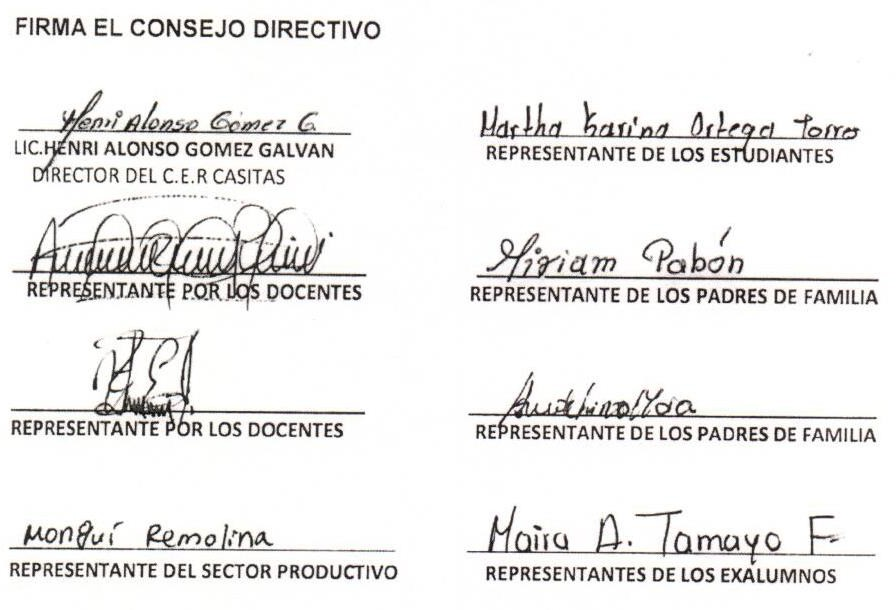 FIRMA EL CONSEJO DIRECTIVO
Henri Alonso Gómez G.
LIC.HENRI ALONSO GOMEZ GALVAN
DIRECTOR DEL C.E.R CASITAS
Martha Karina Ortega Torres
REPRESENTANTE DE LOS ESTUDIANTES
REPRESENTANTE POR LOS DOCENTES
Miriam Pabón
REPRESENTANTE DE LOS PADRES DE FAMILIA
REPRESENTANTE POR LOS DOCENTES
REPRESENTANTE DE LOS PADRES DE FAMILIA
Monguí Remolina
REPRESENTANTE DEL SECTOR PRODUCTIVO
Maira A. Tamayo F
REPRESENTANTES DE LOS EXALUMNOS